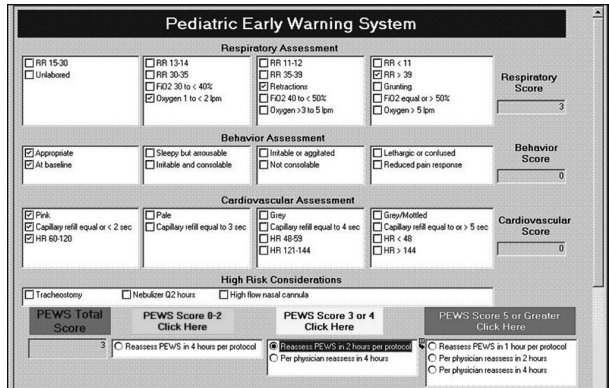 Pediatric Early Warning System
Respiratory Assessment
RR 15-30
Unlabored
RR 13-14
RR 30-35
FiO2 30 to < 40%
Oxygen 1 to < 2 lpm
RR 11-12
RR 35-39
Retractions
FiO2 40 to < 50%
Oxygen >3 to 5 lpm
RR < 11
RR > 39
Grunting
FiO2 equal or > 50%
Oxygen > 5 lpm
Respiratory
Score
3
Behavior Assessment
Appropriate
At baseline
Sleepy but arousable
Irritable and consolable
Irritable or aggitated
Not consolable
Lethargic or confused
Reduced pain response
Behavior
Score
0
Cardiovascular Assessment
Pink
Capillary refill equal or < 2 sec
HR 60-120
Pale
Capillary refill equal to 3 sec
Grey
Capillary refill equal to 4 sec
HR 48-59
HR 121-144
Grey/Mottled
Capillary refill equal to or > 5 sec
HR < 48
HR > 144
Cardiovascular
Score
0
High Risk Considerations
Tracheostomy
Nebulizer Q2 hours
High flow nasal cannula
PEWS Total
Score
3
PEWS Score 0-2
Click Here
Reassess PEWS in 4 hours per protocol
PEWS Score 3 or 4
Click Here
Reassess PEWS in 2 hours per protocol
Per physician reassess in 4 hours
PEWS Score 5 or Greater
Click Here
Reassess PEWS in 1 hour per protocol
Per physician reassess in 2 hours
Per physician reassess in 4 hours